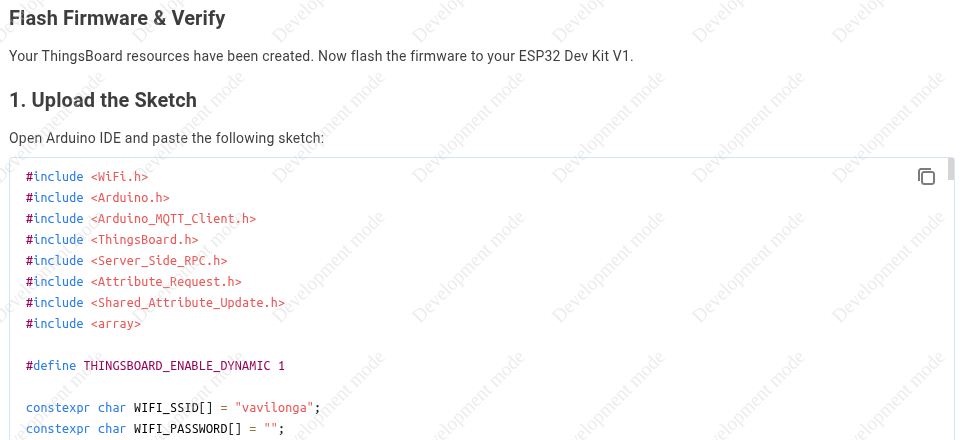 Flash Firmware & Verify
Your ThingsBoard resources have been created. Now flash the firmware to your ESP32 Dev Kit V1.
1. Upload the Sketch
Open Arduino IDE and paste the following sketch:
#include <WiFi.h>
#include <Arduino.h>
#include <Arduino_MQTT_Client.h>
#include <ThingsBoard.h>
#include <Server_Side_RPC.h>
#include <Attribute_Request.h>
#include <Shared_Attribute_Update.h>
#include <array>
#define THINGSBOARD_ENABLE_DYNAMIC 1
constexpr char WIFI_SSID[] = "vavilonga";
constexpr char WIFI_PASSWORD[] = "";
Development mode